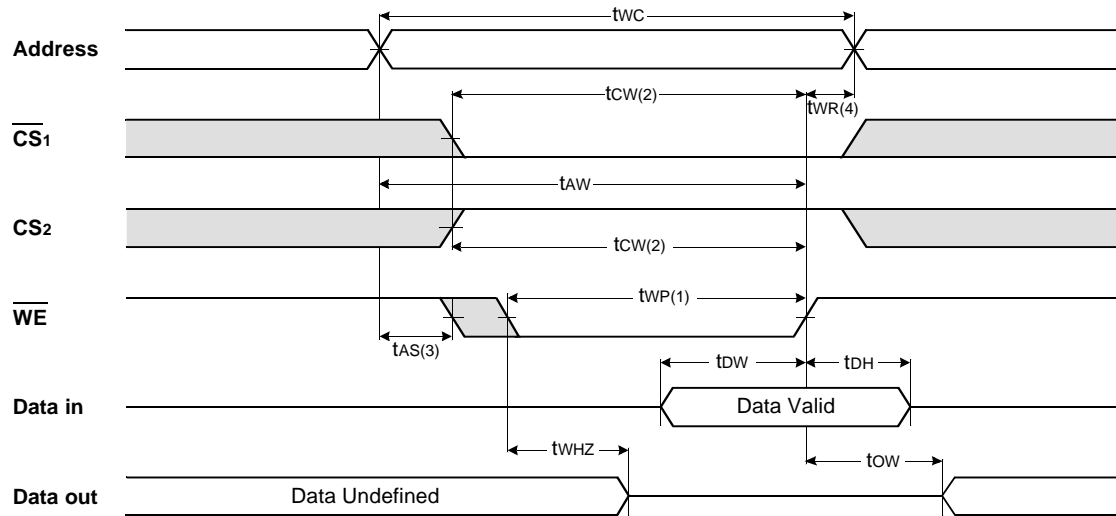 tWC
Address
tCW(2)
tWR(4)
CS1
tAW
CS2
tCW(2)
tWP(1)
WE
tAS(3)
tDW
tDH
Data in
Data Valid
tWHZ
tOW
Data out
Data Undefined